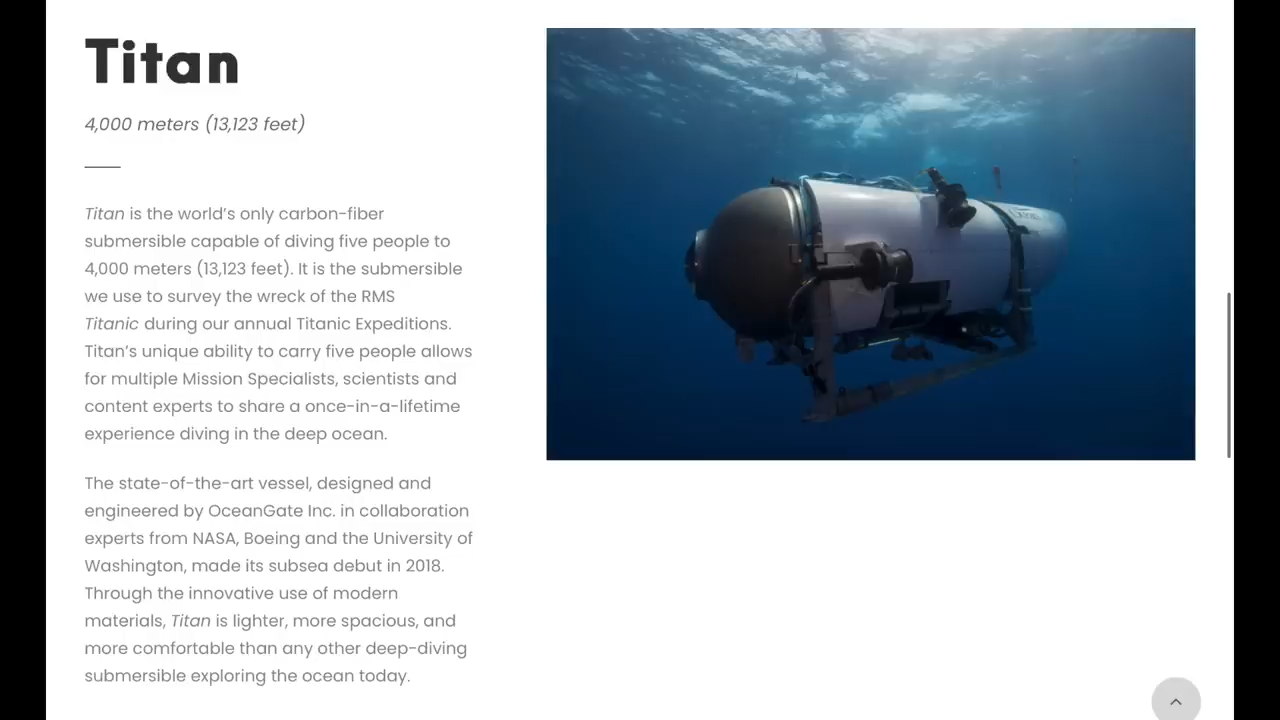 Titan
4,000 meters (13,123 feet)
Titan is the world's only carbon-fiber
submersible capable of diving five people to
4,000 meters (13,123 feet). It is the submersible
we use to survey the wreck of the RMS
Titanic during our annual Titanic Expeditions.
Titan's unique ability to carry five people allows
for multiple Mission Specialists, scientists and
content experts to share a once-in-a-lifetime
experience diving in the deep ocean.
The state-of-the-art vessel, designed and
engineered by OceanGate Inc. in collaboration
experts from NASA, Boeing and the University of
Washington, made its subsea debut in 2018.
Through the innovative use of modern
materials, Titan is lighter, more spacious, and
more comfortable than any other deep-diving
submersible exploring the ocean today.